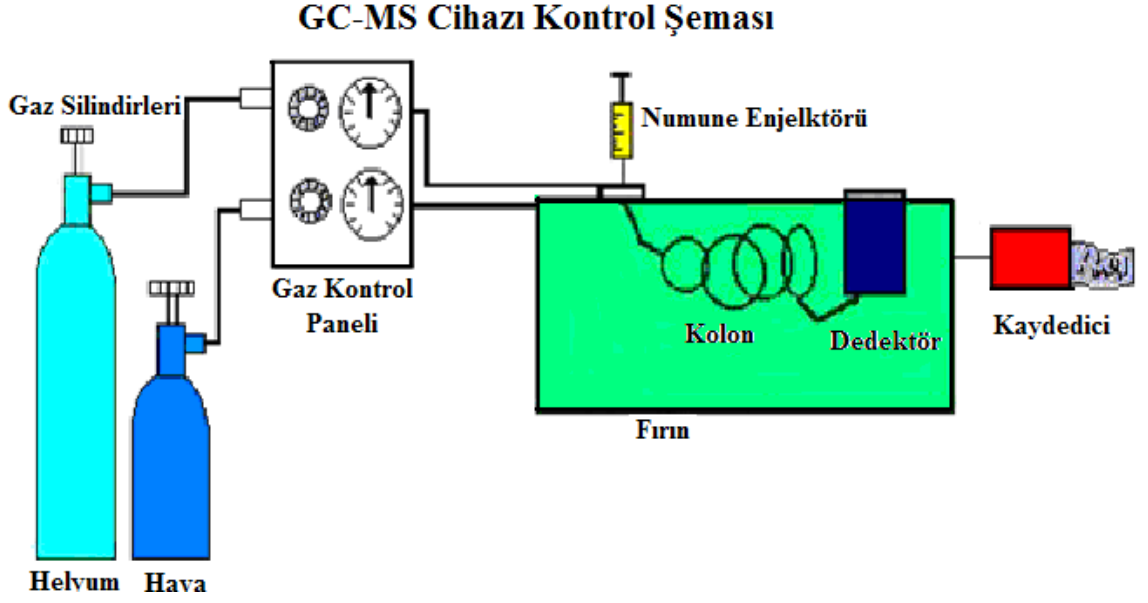 GC-MS Cihazı Kontrol Şeması
Gaz Silindirleri
Numune Enjelktörü
Gaz Kontrol
Paneli
Kolon
Dedektör
Kaydedici
Fırın
Helyum
Hava